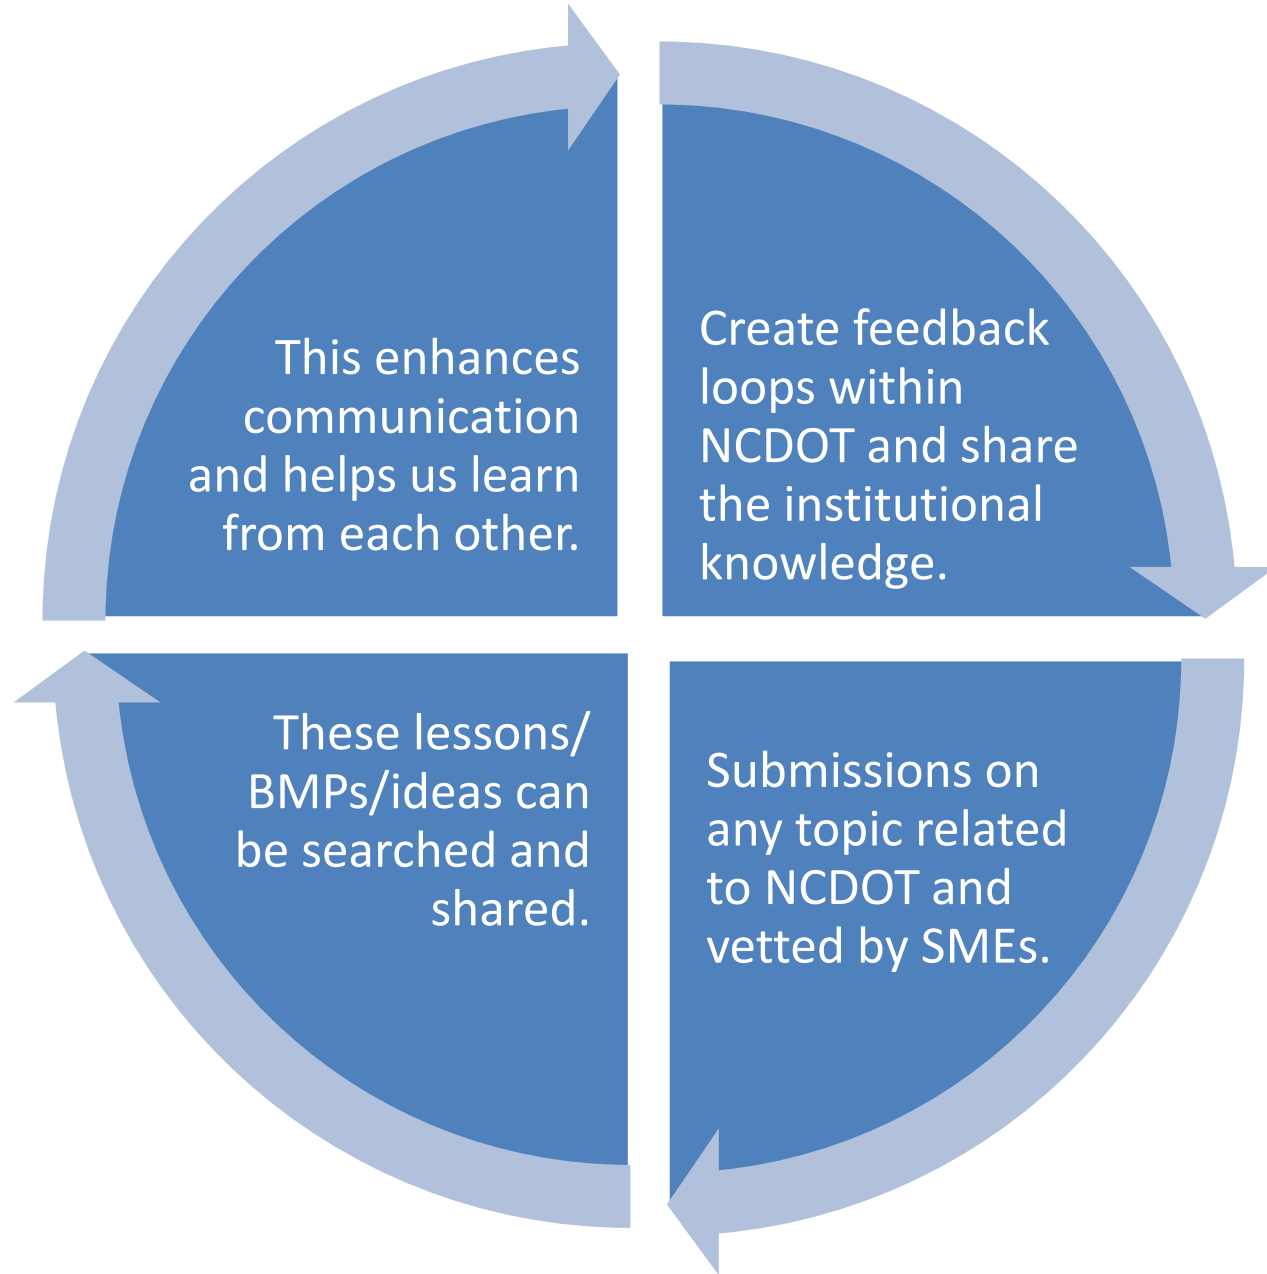 This enhances
communication
and helps us learn
from each other.
Create feedback
loops within
NCDOT and share
the institutional
knowledge.
These lessons/
BMPs/ideas can
be searched and
shared.
Submissions on
any topic related
to NCDOT and
vetted by SMEs.